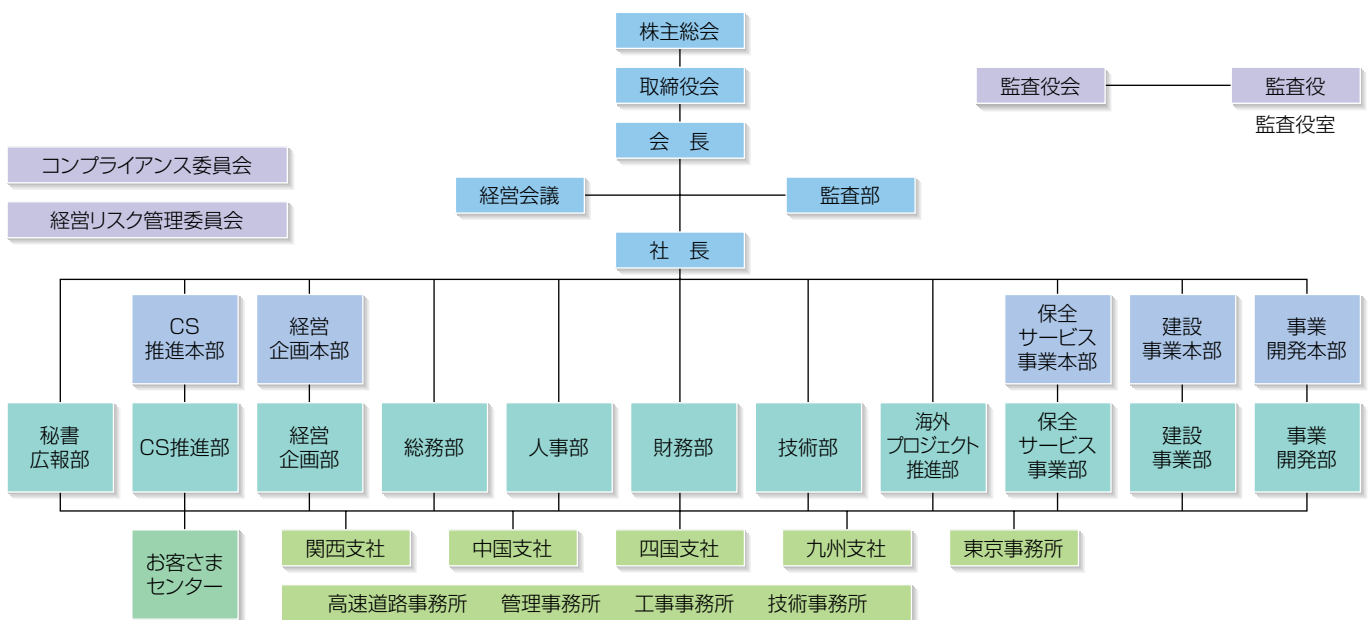 株主総会
取締役会
監査役会
監査役
監査役室
会 長
コンプライアンス委員会
経営会議
監査部
経営リスク管理委員会
社 長
CS
推進本部
経営
企画本部
保全
サービス
事業本部
建設
事業本部
事業
開発本部
秘書
広報部
CS推進部
経営
企画部
総務部
人事部
財務部
技術部
海外
プロジェクト
推進部
保全
サービス
事業部
建設
事業部
事業
開発部
お客さま
センター
関西支社
中国支社
四国支社
九州支社
東京事務所
高速道路事務所 管理事務所 工事事務所 技術事務所